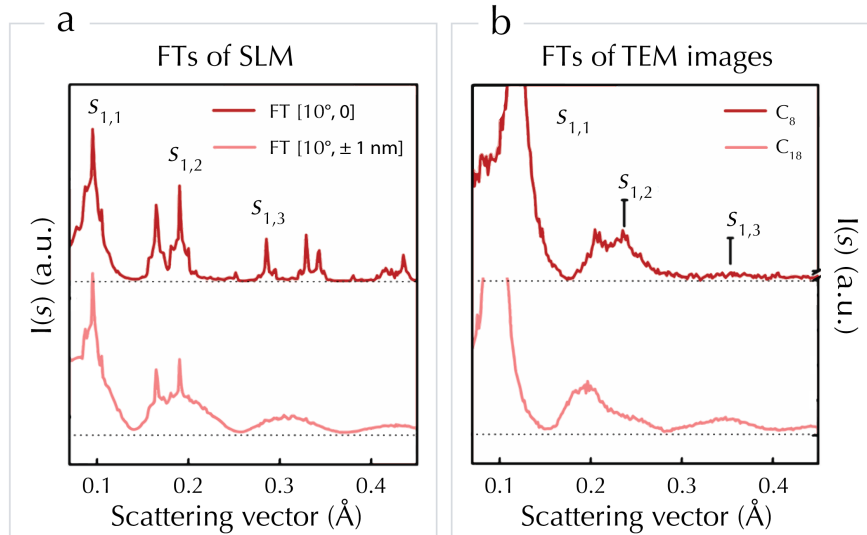 a
FTs of SLM
s1,1
FT [10°, 0]
FT [10°, ± 1 nm]
s1,2
s1,3
I(s) (a.u.)
0.1 0.2 0.3 0.4
Scattering vector (Å)
b
FTs of TEM images
s1,1
C8
C18
s1,2
s1,3
I(s) (a.u.)
0.1 0.2 0.3 0.4
Scattering vector (Å)